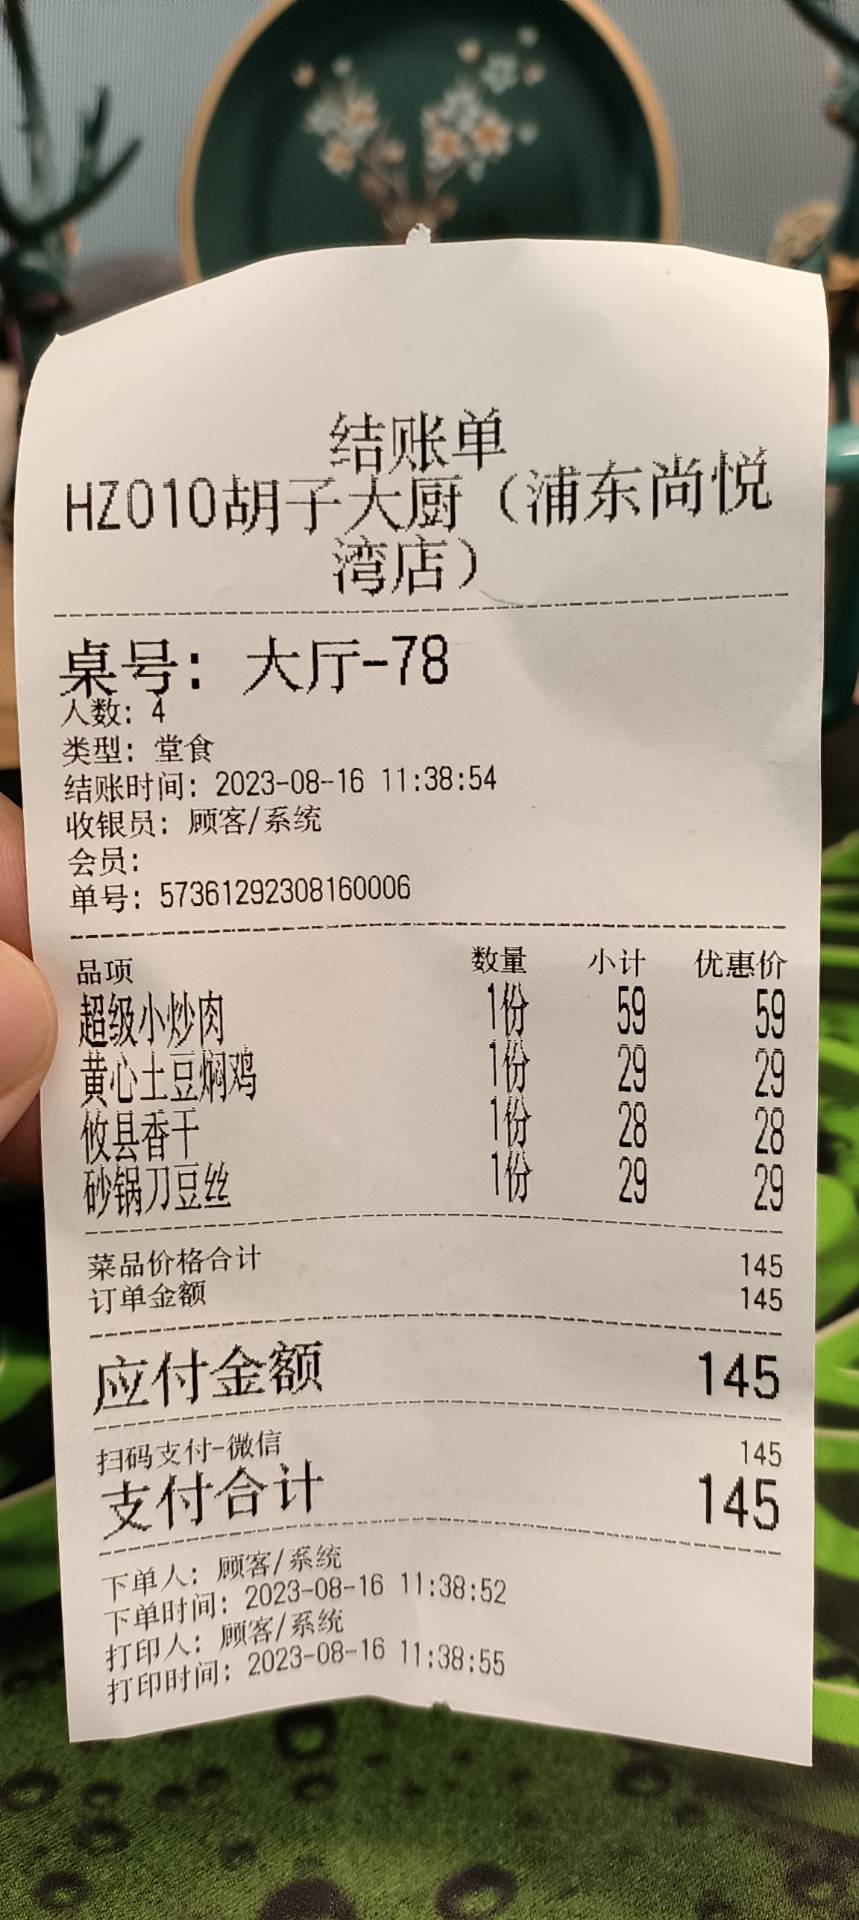 结账单
HZ010胡子大厨（浦东尚悦
湾店）
桌号：大厅-78
人数：4
类型：堂食
结账时间：2023-08-16 11:38:54
收银员：顾客/系统
会员：
单号：57361292308160006
品项 数量 小计 优惠价
超级小炒肉 1份 59 59
黄心土豆焖鸡 1份 29 29
攸县香干 1份 28 28
砂锅刀豆丝 1份 29 29
菜品价格合计 145
订单金额 145
应付金额 145
扫码支付-微信 145
支付合计 145
下单人：顾客/系统
下单时间：2023-08-16 11:38:52
打印人：顾客/系统
打印时间：2023-08-16 11:38:55